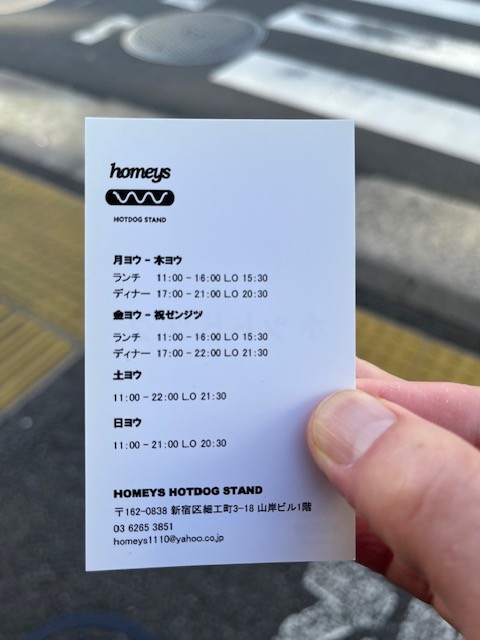 homeys
HOTDOG STAND
月ヨウ - 木ヨウ
ランチ 11:00 - 16:00 L.O 15:30
ディナー 17:00 - 21:00 L.O 20:30
金ヨウ - 祝ゼンジツ
ランチ 11:00 - 16:00 L.O 15:30
ディナー 17:00 - 22:00 L.O 21:30
土ヨウ
11:00 - 22:00 L.O 21:30
日ヨウ
11:00 - 21:00 L.O 20:30
HOMEYS HOTDOG STAND
〒162-0838 新宿区細工町3-18 山岸ビル1階
03 6265 3851
homeys1110@yahoo.co.jp